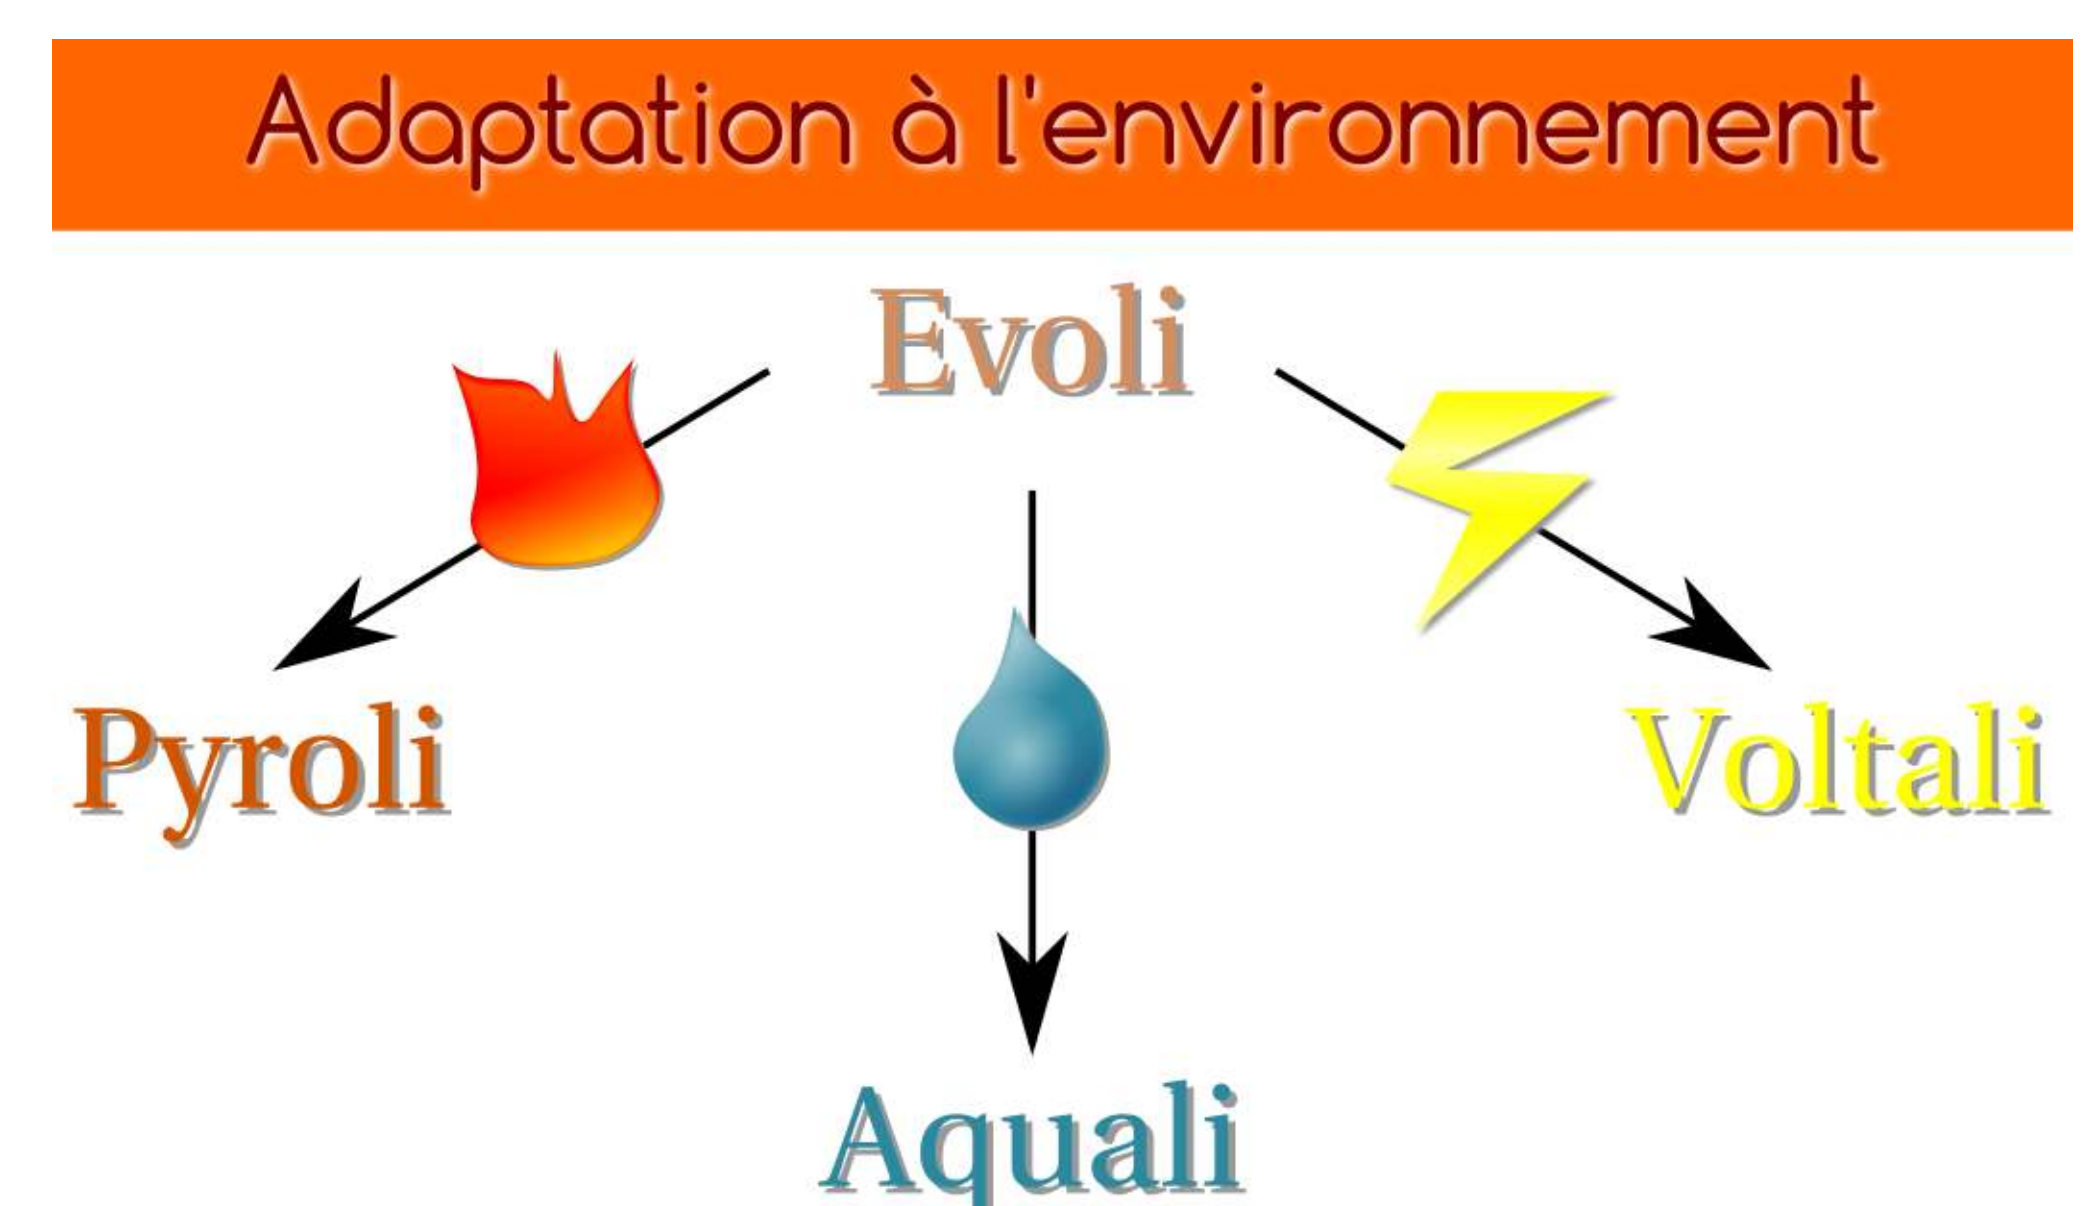 Adaptation à l'environnement
Evoli
Pyroli
Voltali
Aquali